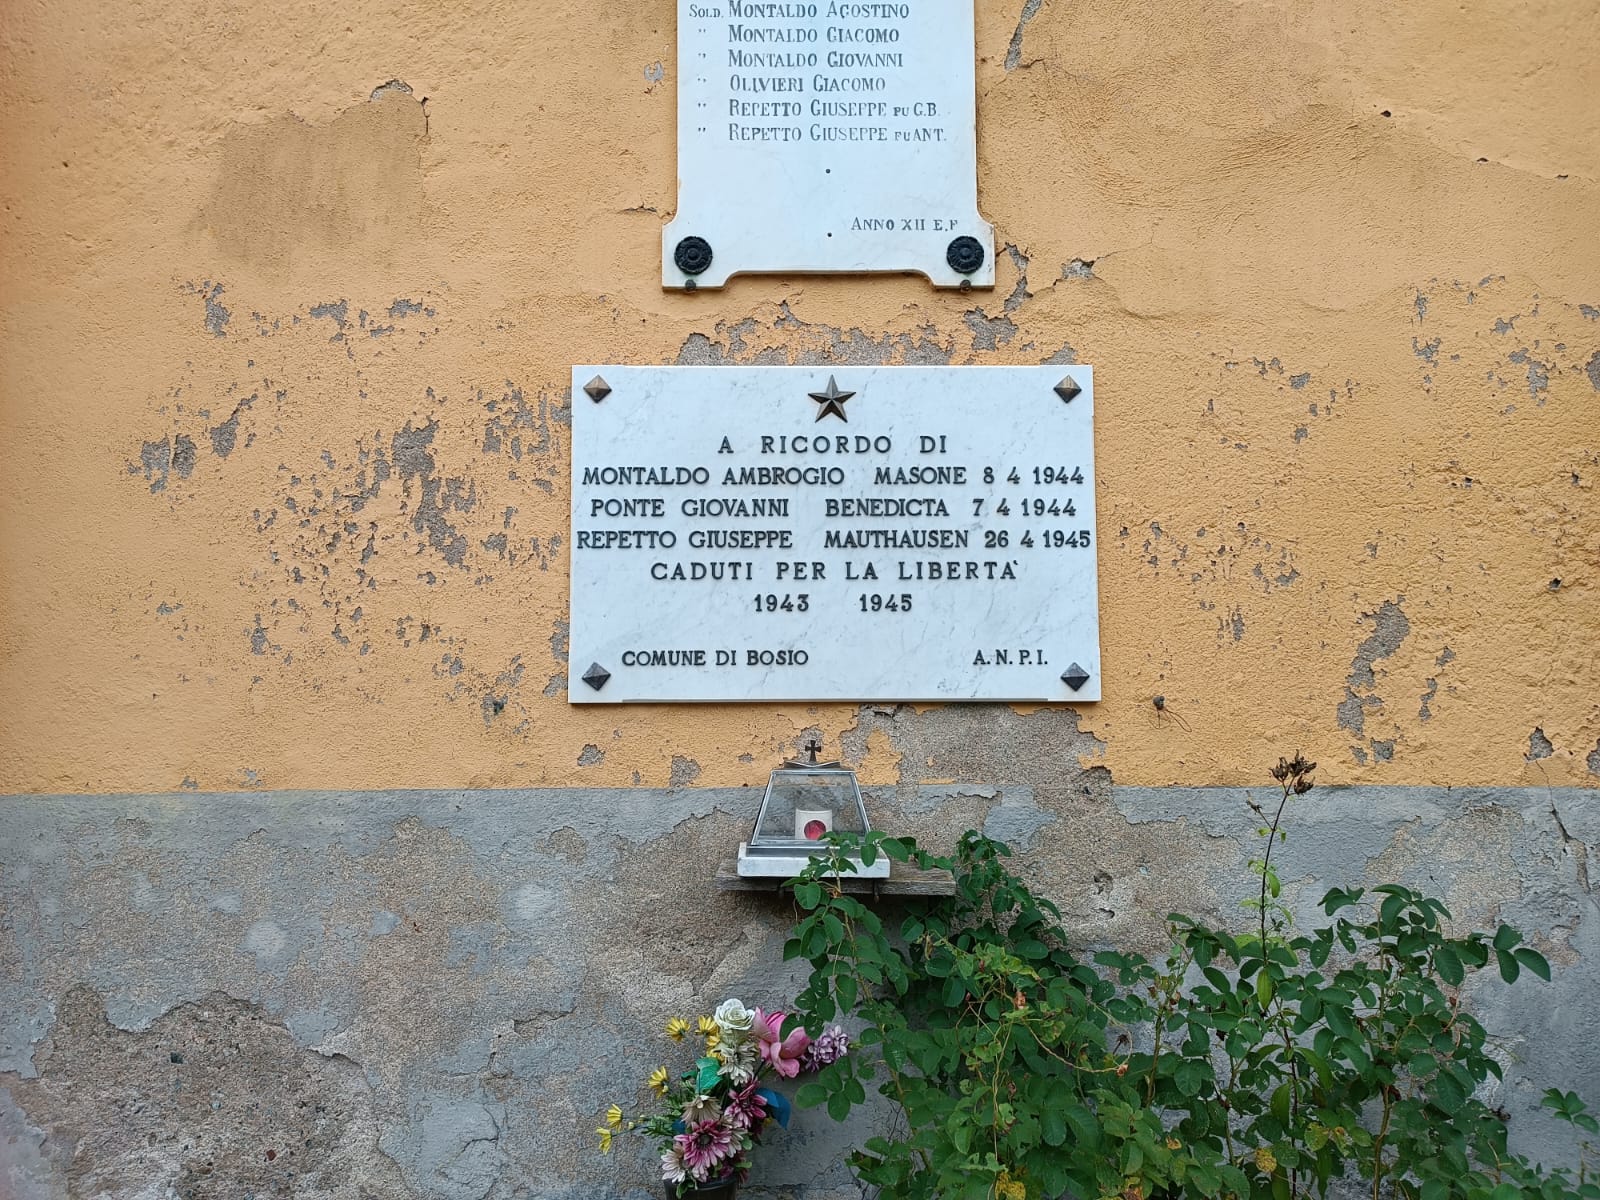 SOLD. MONTALDO AGOSTINO
" MONTALDO GIACOMO
" MONTALDO GIOVANNI
" OLIVIERI GIACOMO
" REPETTO GIUSEPPE FU G.B.
" REPETTO GIUSEPPE FU ANT.
ANNO XII E.F
A RICORDO DI
MONTALDO AMBROGIO MASONE 8 4 1944
PONTE GIOVANNI BENEDICTA 7 4 1944
REPETTO GIUSEPPE MAUTHAUSEN 26 4 1945
CADUTI PER LA LIBERTA'
1943 1945
COMUNE DI BOSIO A.N.P.I.